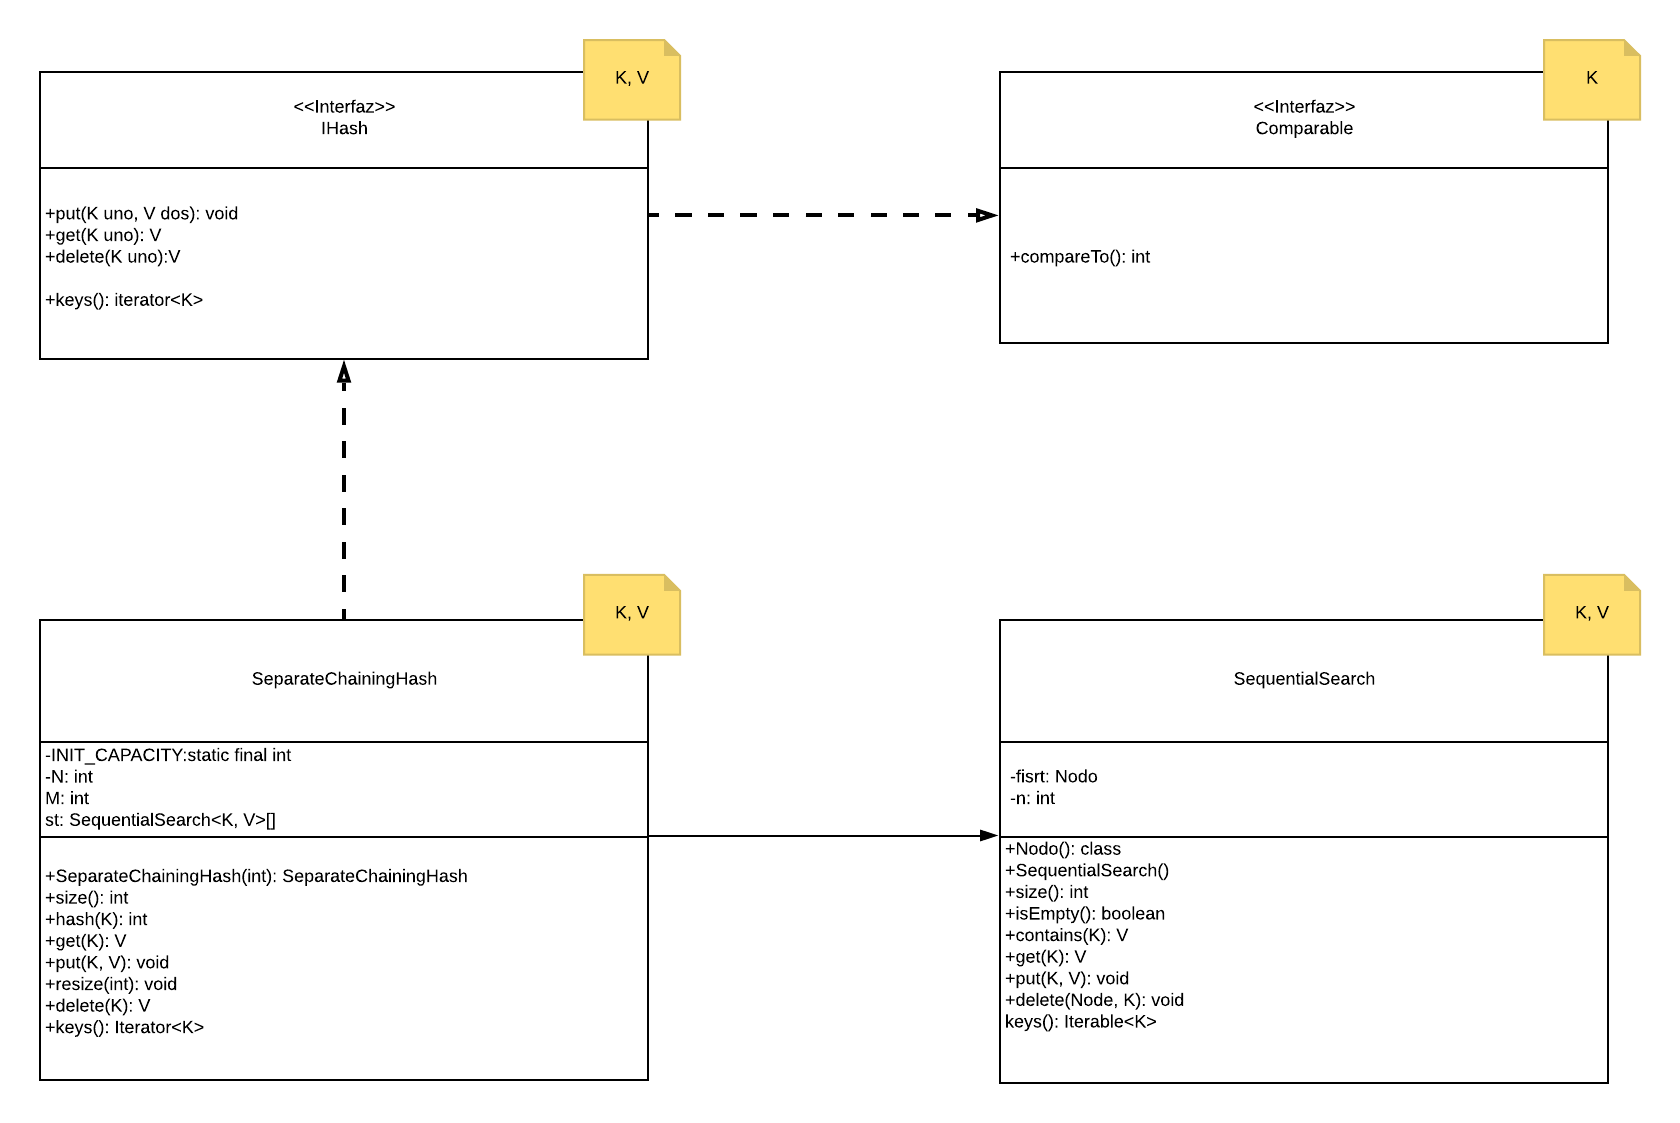 K, V
<<Interfaz>>
IHash
+put(K uno, V dos): void
+get(K uno): V
+delete(K uno):V
+keys(): iterator<K>
K
<<Interfaz>>
Comparable
+compareTo(): int
K, V
SeparateChainingHash
-INIT_CAPACITY:static final int
-N: int
M: int
st: SequentialSearch<K, V>[]
+SeparateChainingHash(int): SeparateChainingHash
+size(): int
+hash(K): int
+get(K): V
+put(K, V): void
+resize(int): void
+delete(K): V
+keys(): Iterator<K>
K, V
SequentialSearch
-fisrt: Nodo
-n: int
+Nodo(): class
+SequentialSearch()
+size(): int
+isEmpty(): boolean
+contains(K): V
+get(K): V
+put(K, V): void
+delete(Node, K): void
keys(): Iterable<K>